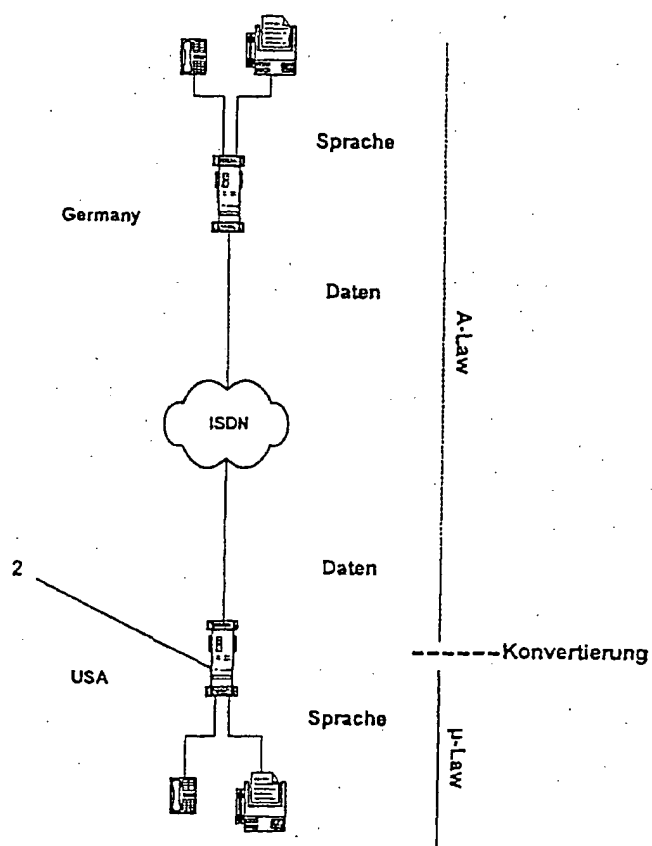 Sprache
Germany
Daten
A-Law
ISDN
2
Daten
Konvertierung
USA
Sprache
µ-Law